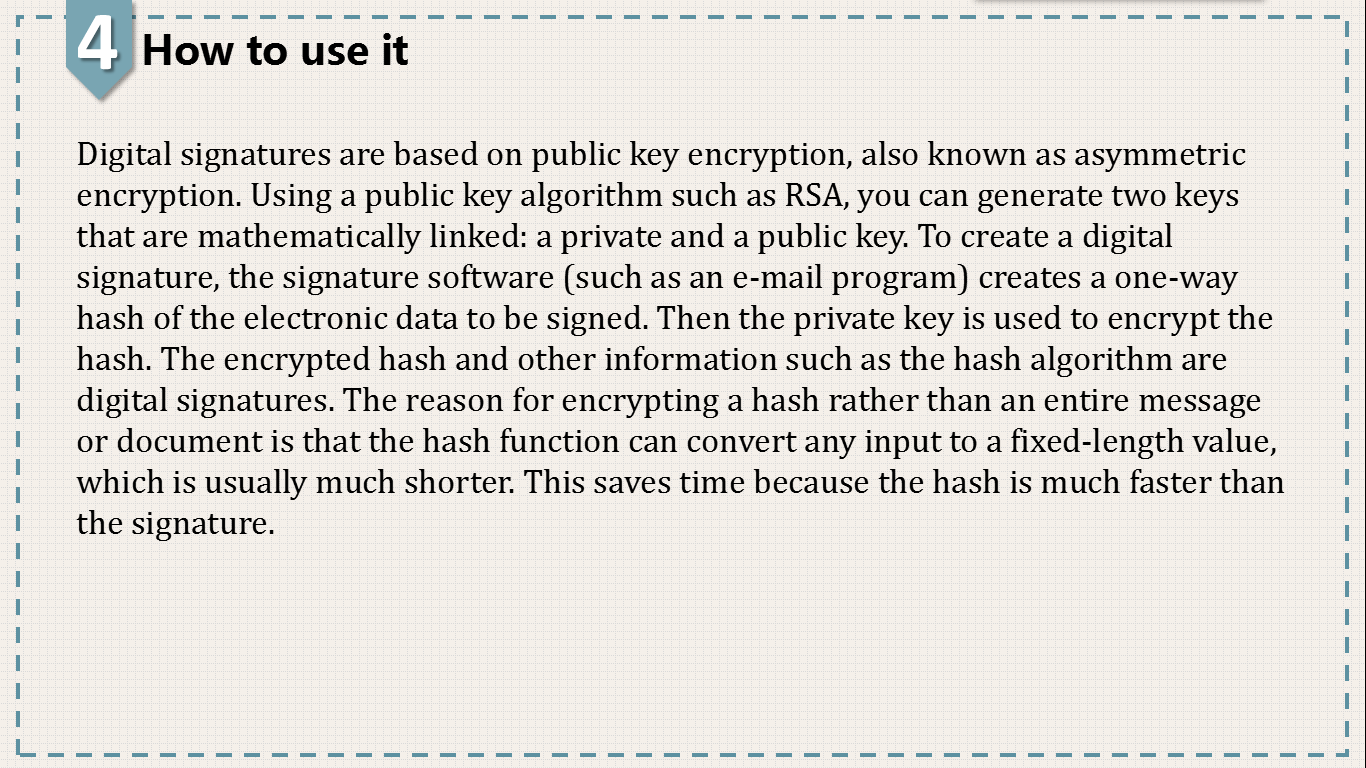 4 How to use it
Digital signatures are based on public key encryption, also known as asymmetric
encryption. Using a public key algorithm such as RSA, you can generate two keys
that are mathematically linked: a private and a public key. To create a digital
signature, the signature software (such as an e-mail program) creates a one-way
hash of the electronic data to be signed. Then the private key is used to encrypt the
hash. The encrypted hash and other information such as the hash algorithm are
digital signatures. The reason for encrypting a hash rather than an entire message
or document is that the hash function can convert any input to a fixed-length value,
which is usually much shorter. This saves time because the hash is much faster than
the signature.